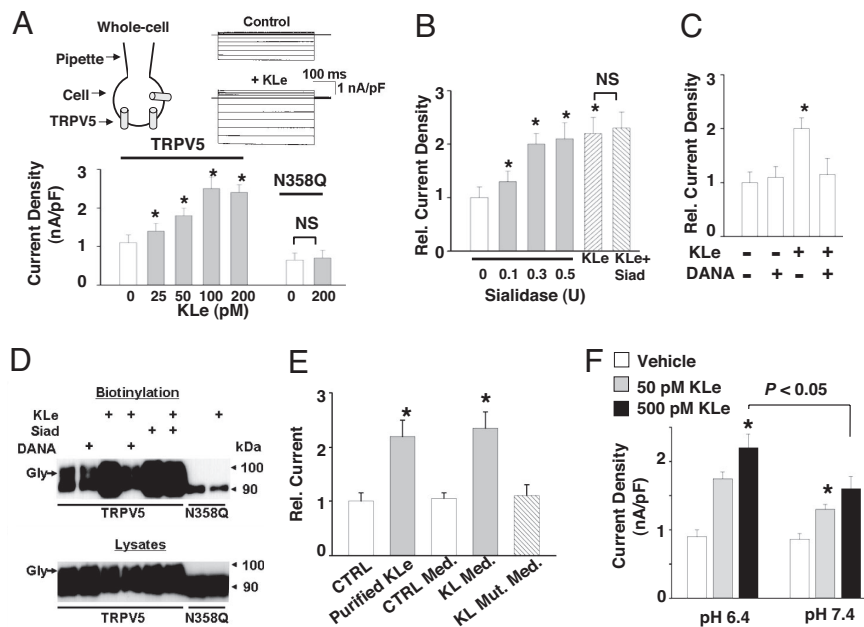 A
Whole-cell
Pipette
Cell
TRPV5
Control
+ KLe
100 ms
1 nA/pF
TRPV5
N358Q
Current Density
(nA/pF)
3
2
1
0
*
*
*
*
NS
0 25 50 100 200
0 200
KLe (pM)
B
Rel. Current Density
3
2
1
0
*
*
*
*
NS
0 0.1 0.3 0.5
KLe
KLe+
Siad
Sialidase (U)
C
Rel. Current Density
3
2
1
0
*
KLe - - + +
DANA - + - +
D
Biotinylation
KLe + + + +
Siad + +
DANA + + kDa
Gly
100
90
TRPV5 N358Q
Lysates
Gly
100
90
TRPV5 N358Q
E
Rel. Current
3
2
1
0
*
*
CTRL
Purified KLe
CTRL Med.
KL Med.
KL Mut. Med.
F
Vehicle
50 pM KLe
500 pM KLe
P < 0.05
Current Density
(nA/pF)
2
1
0
*
*
*
pH 6.4 pH 7.4